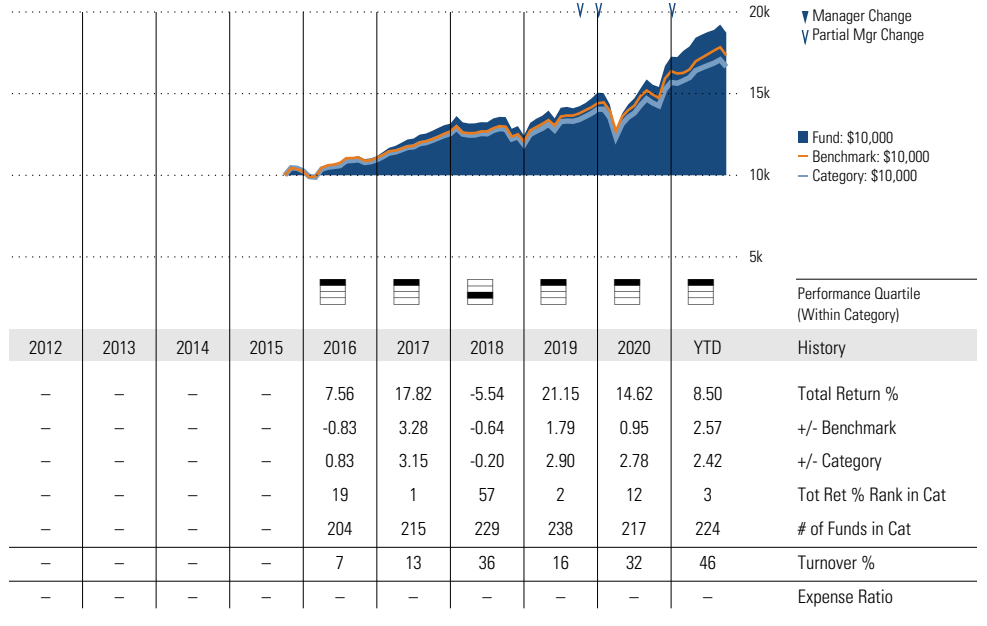 20k
15k
10k
5k
Manager Change
Partial Mgr Change
Fund: $10,000
Benchmark: $10,000
Category: $10,000
Performance Quartile
(Within Category)
2012 2013 2014 2015 2016 2017 2018 2019 2020 YTD History
– – – – 7.56 17.82 -5.54 21.15 14.62 8.50 Total Return %
– – – – -0.83 3.28 -0.64 1.79 0.95 2.57 +/- Benchmark
– – – – 0.83 3.15 -0.20 2.90 2.78 2.42 +/- Category
– – – – 19 1 57 2 12 3 Tot Ret % Rank in Cat
– – – – 204 215 229 238 217 224 # of Funds in Cat
– – – – 7 13 36 16 32 46 Turnover %
– – – – – – – – – – Expense Ratio